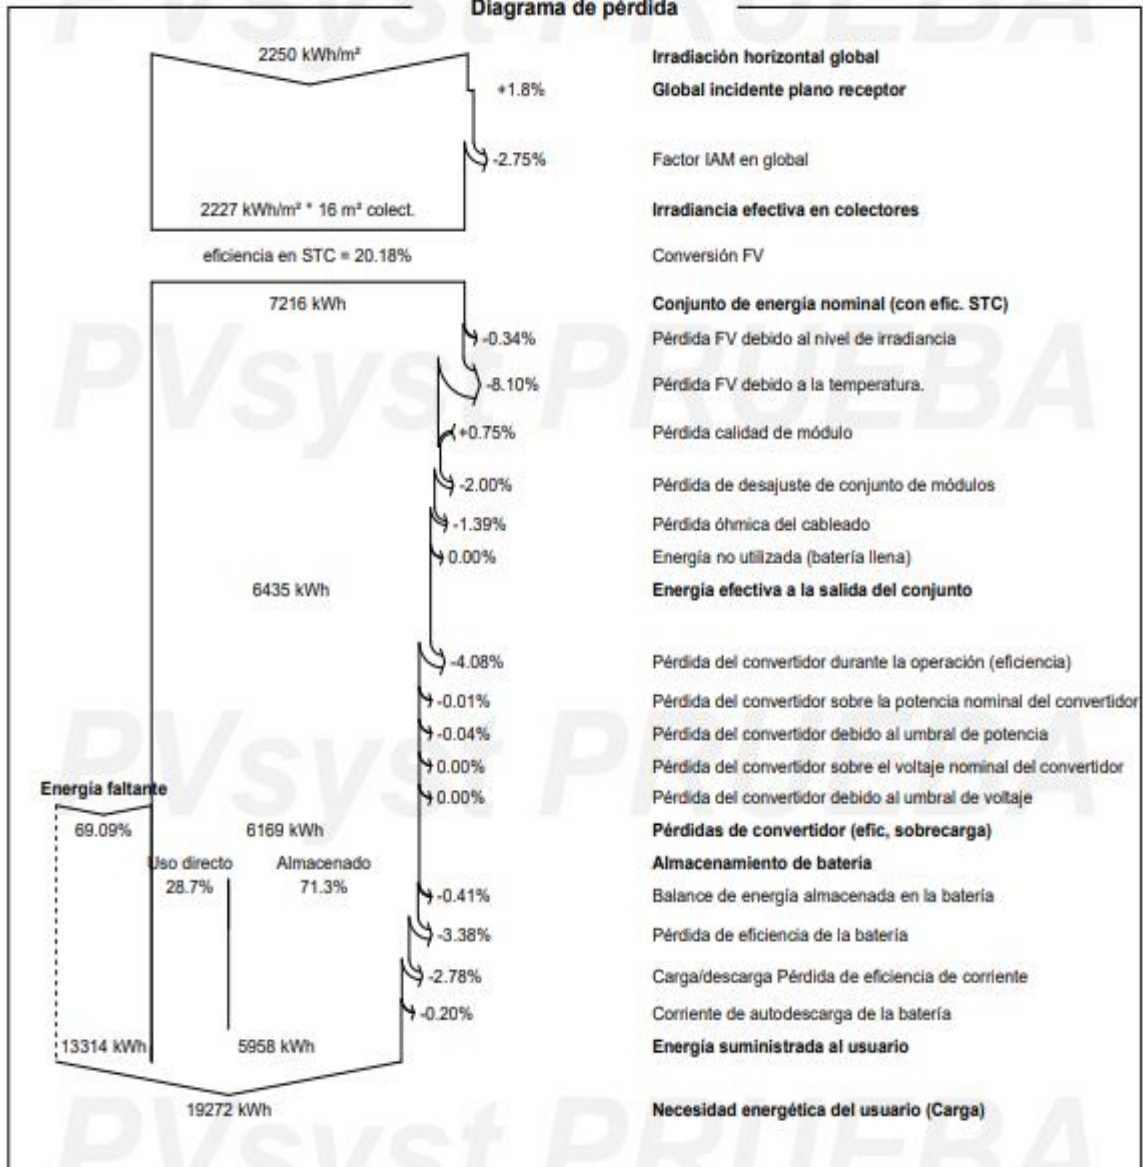 Diagrama de pérdida
2250 kWh/m² Irradiación horizontal global
+1.8% Global incidente plano receptor
-2.75% Factor IAM en global
2227 kWh/m² * 16 m² colect. Irradiancia efectiva en colectores
eficiencia en STC = 20.18% Conversión FV
7216 kWh Conjunto de energía nominal (con efic. STC)
-0.34% Pérdida FV debido al nivel de irradiancia
PVsyst PRUEBA
-8.10% Pérdida FV debido a la temperatura.
+0.75% Pérdida calidad de módulo
-2.00% Pérdida de desajuste de conjunto de módulos
-1.39% Pérdida óhmica del cableado
0.00% Energía no utilizada (batería llena)
6435 kWh Energía efectiva a la salida del conjunto
-4.08% Pérdida del convertidor durante la operación (eficiencia)
-0.01% Pérdida del convertidor sobre la potencia nominal del convertidor
-0.04% Pérdida del convertidor debido al umbral de potencia
PVsyst PRUEBA
0.00% Pérdida del convertidor sobre el voltaje nominal del convertidor
Energía faltante 0.00% Pérdida del convertidor debido al umbral de voltaje
69.09% 6169 kWh Pérdidas de convertidor (efic, sobrecarga)
Uso directo Almacenado Almacenamiento de batería
28.7% 71.3% -0.41% Balance de energía almacenada en la batería
-3.38% Pérdida de eficiencia de la batería
-2.78% Carga/descarga Pérdida de eficiencia de corriente
-0.20% Corriente de autodescarga de la batería
13314 kWh 5958 kWh Energía suministrada al usuario
19272 kWh Necesidad energética del usuario (Carga)
PVsyst PRUEBA